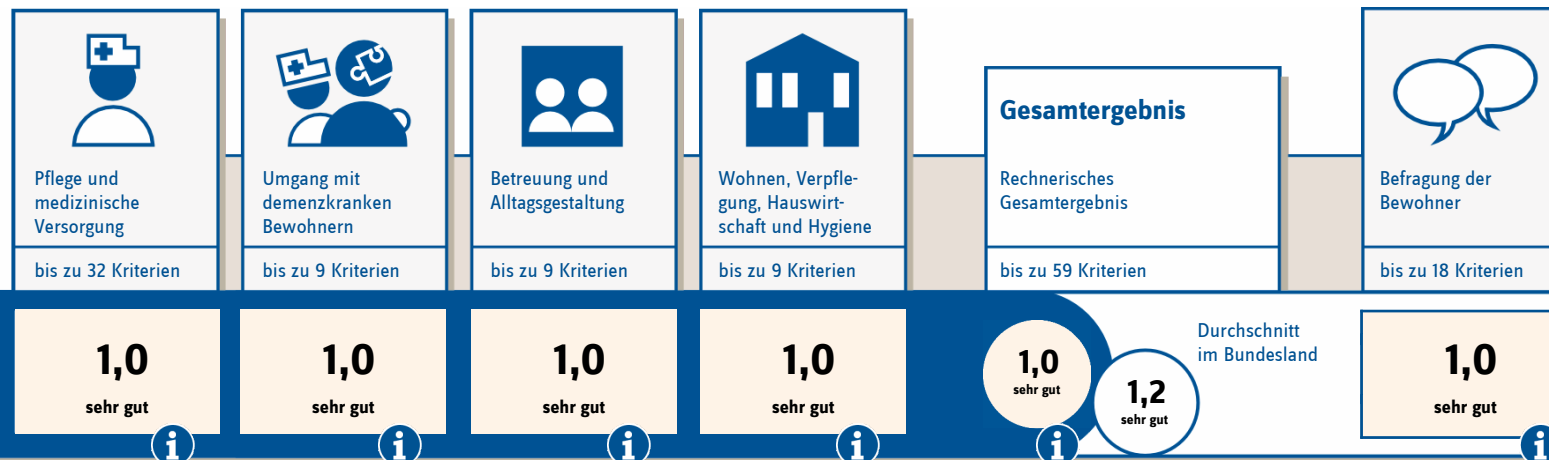 Pflege und
medizinische
Versorgung
bis zu 32 Kriterien
1,0
sehr gut
i
Umgang mit
demenzkranken
Bewohnern
bis zu 9 Kriterien
1,0
sehr gut
i
Betreuung und
Alltagsgestaltung
bis zu 9 Kriterien
1,0
sehr gut
i
Wohnen, Verpfle-
gung, Hauswirt-
schaft und Hygiene
bis zu 9 Kriterien
1,0
sehr gut
i
Gesamtergebnis
Rechnerisches
Gesamtergebnis
bis zu 59 Kriterien
1,0
sehr gut
i
1,2
sehr gut
Durchschnitt
im Bundesland
Befragung der
Bewohner
bis zu 18 Kriterien
1,0
sehr gut
i